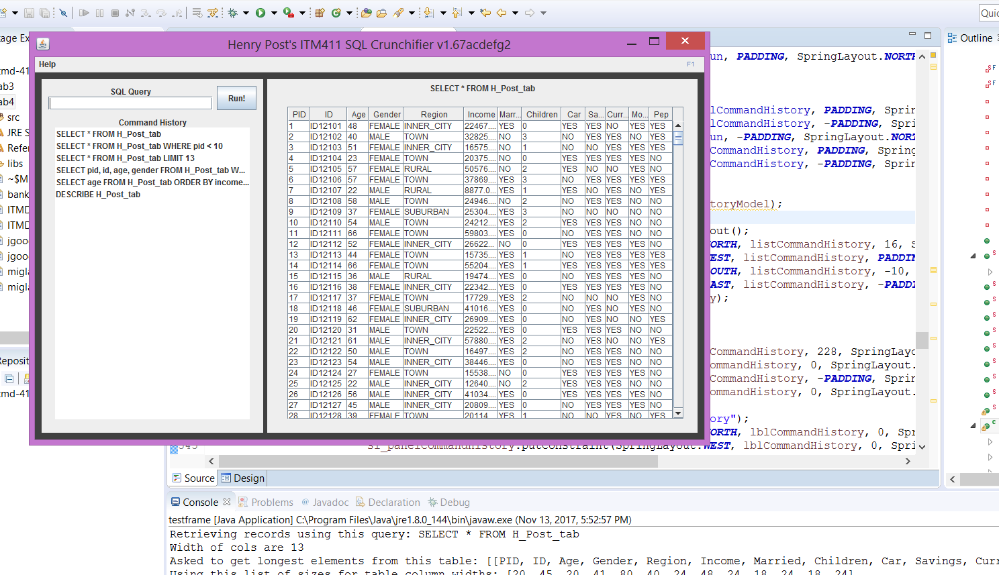 Quic
age Ex
Henry Post's ITM411 SQL Crunchifier v1.67acdefg2
Outline
Help
F1
tmd-41
ab3
ab4
src
JRE S
Refer
libs
~$M
bank
ITMD
ITMD
jgoo
jgoo
migla
migla
Reposit
tmd-41
SQL Query
Run!
Command History
SELECT * FROM H_Post_tab
SELECT * FROM H_Post_tab WHERE pid < 10
SELECT * FROM H_Post_tab LIMIT 13
SELECT pid, id, age, gender FROM H_Post_tab W...
SELECT age FROM H_Post_tab ORDER BY income...
DESCRIBE H_Post_tab
SELECT * FROM H_Post_tab
PID ID Age Gender Region Income Marr... Children Car Sa... Curr... Mo... Pep
1 ID12101 48 FEMALE INNER_CITY 22467.... YES 0 YES YES NO YES YES
2 ID12102 40 MALE TOWN 32825.... NO 3 NO NO YES NO NO
3 ID12103 51 FEMALE INNER_CITY 16575.... NO 1 NO NO YES YES YES
4 ID12104 23 FEMALE TOWN 20375.... NO 0 YES YES YES NO NO
5 ID12105 57 FEMALE RURAL 50576.... NO 2 YES NO NO YES NO
6 ID12106 57 FEMALE TOWN 37869.... YES 3 NO YES NO YES YES
7 ID12107 22 MALE RURAL 8877.0... YES 1 YES NO YES NO YES
8 ID12108 58 MALE TOWN 24946.... NO 2 NO YES YES NO NO
9 ID12109 37 FEMALE SUBURBAN 25304.... YES 3 NO NO NO NO NO
10 ID12110 54 MALE TOWN 24212.... YES 2 YES YES YES NO NO
11 ID12111 66 FEMALE TOWN 59803.... YES 0 NO YES YES NO NO
12 ID12112 52 FEMALE INNER_CITY 26622.... NO 0 YES YES YES YES NO
13 ID12113 44 FEMALE TOWN 15735.... YES 1 NO YES YES YES YES
14 ID12114 66 FEMALE TOWN 55204.... YES 1 YES YES YES YES YES
15 ID12115 36 MALE RURAL 19474.... YES 0 NO YES YES YES NO
16 ID12116 38 FEMALE INNER_CITY 22342.... YES 0 YES YES YES YES NO
17 ID12117 37 FEMALE TOWN 17729.... YES 2 NO NO NO YES NO
18 ID12118 46 FEMALE SUBURBAN 41016.... YES 0 NO YES NO YES NO
19 ID12119 62 FEMALE INNER_CITY 26909.... YES 0 NO YES NO NO YES
20 ID12120 31 MALE TOWN 22522.... YES 0 YES YES YES NO NO
21 ID12121 61 MALE INNER_CITY 57880.... YES 2 NO YES NO NO YES
22 ID12122 50 MALE TOWN 16497.... YES 2 NO YES YES NO NO
23 ID12123 54 MALE INNER_CITY 38446.... YES 0 NO YES YES NO NO
24 ID12124 27 FEMALE TOWN 15538.... NO 0 YES YES YES YES NO
25 ID12125 22 MALE INNER_CITY 12640.... NO 2 YES YES YES NO NO
26 ID12126 56 MALE INNER_CITY 41034.... YES 0 YES YES YES YES NO
27 ID12127 45 MALE INNER_CITY 20809.... YES 0 NO YES YES YES NO
28 ID12128 39 FEMALE TOWN 20114.... YES 1 NO NO YES NO YES
un, PADDING, SpringLayout.NORTH
lCommandHistory, PADDING, Sprin
lCommandHistory, -PADDING, Spri
un, -PADDING, SpringLayout.NORT
CommandHistory, PADDING, Spring
CommandHistory, -PADDING, Sprin
toryModel);
out();
ORTH, listCommandHistory, 16, S
EST, listCommandHistory, PADDIN
OUTH, listCommandHistory, -10,
AST, listCommandHistory, -PADDI
y);
CommandHistory, 228, SpringLayo
ommandHistory, 0, SpringLayout.
CommandHistory, -PADDING, Sprin
ommandHistory, 0, SpringLayout.
ory");
ORTH, lblCommandHistory, 0, Spr
545 sl_panelCommandHistory.putConstraint(SpringLayout.WEST, lblCommandHistory, 0, Spri
Source Design
Console Problems Javadoc Declaration Debug
testframe [Java Application] C:\Program Files\Java\jre1.8.0_144\bin\javaw.exe (Nov 13, 2017, 5:52:57 PM)
Retrieving records using this query: SELECT * FROM H_Post_tab
Width of cols are 13
Asked to get longest elements from this table: [[PID, ID, Age, Gender, Region, Income, Married, Children, Car, Savings, Curr
Using this list of sizes for table column widths: [20, 45, 20, 41, 80, 40, 24, 48, 24, 18, 24, 18, 24]